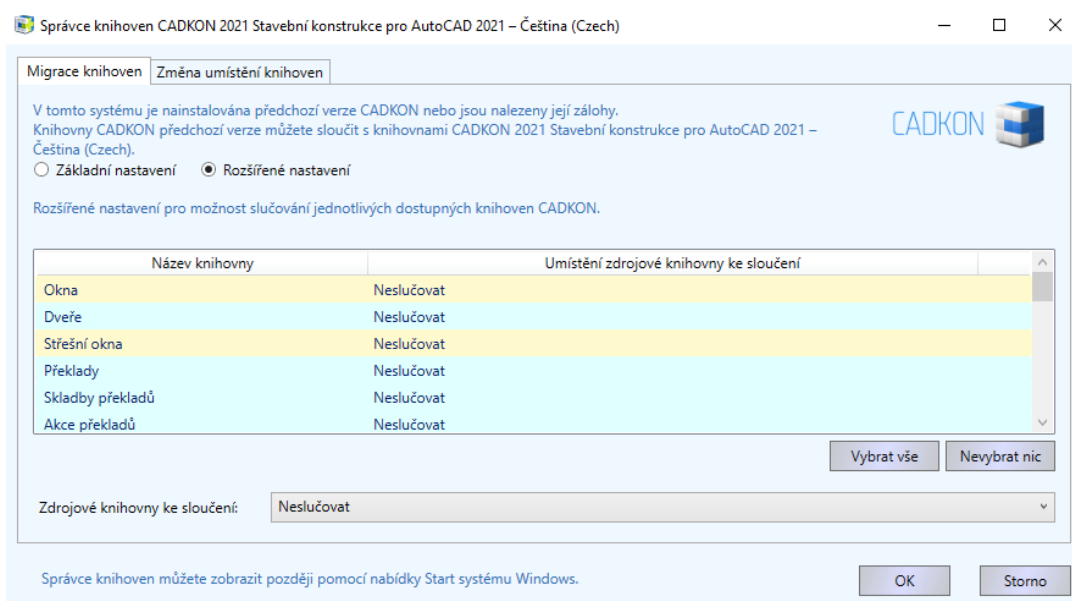 Správce knihoven CADKON 2021 Stavební konstrukce pro AutoCAD 2021 – Čeština (Czech)
Migrace knihoven
Změna umístění knihoven
V tomto systému je nainstalována předchozí verze CADKON nebo jsou nalezeny její zálohy.
Knihovny CADKON předchozí verze můžete sloučit s knihovnami CADKON 2021 Stavební konstrukce pro AutoCAD 2021 –
Čeština (Czech).
CADKON
Základní nastavení
Rozšířené nastavení
Rozšířené nastavení pro možnost slučování jednotlivých dostupných knihoven CADKON.
Název knihovny Umístění zdrojové knihovny ke sloučení
Okna Neslučovat
Dveře Neslučovat
Střešní okna Neslučovat
Překlady Neslučovat
Skladby překladů Neslučovat
Akce překladů Neslučovat
Vybrat vše
Nevybrat nic
Zdrojové knihovny ke sloučení: Neslučovat
Správce knihoven můžete zobrazit později pomocí nabídky Start systému Windows.
OK
Storno